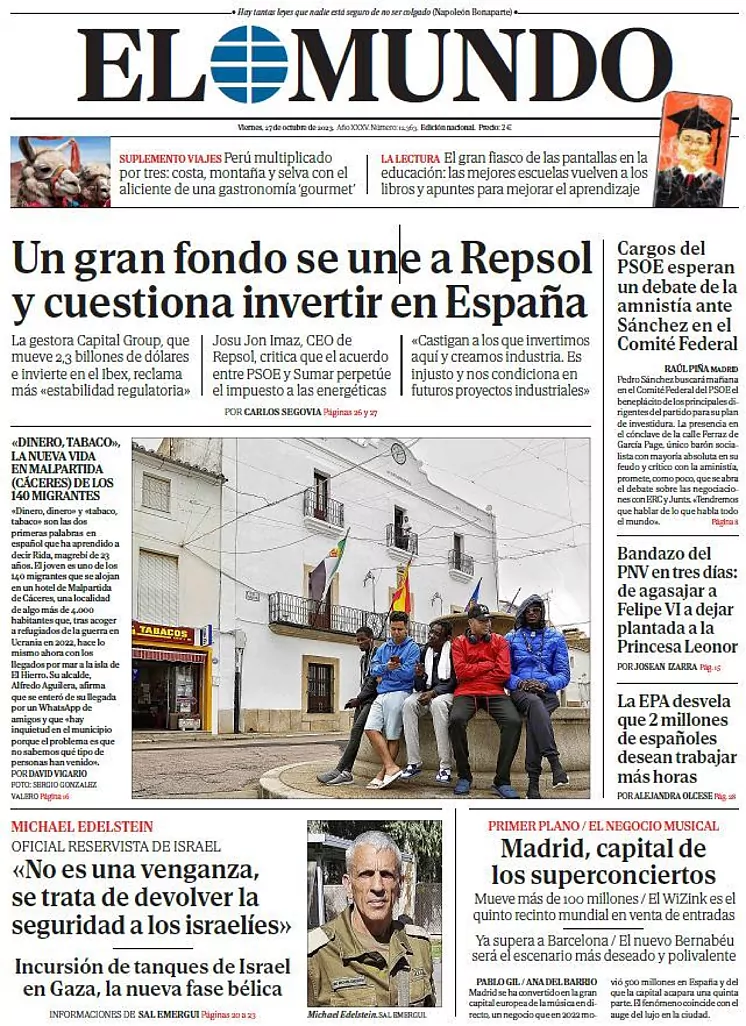 • Hay tantas leyes que nadie está seguro de no ser colgado (Napoleón Bonaparte) •
EL MUNDO
Viernes, 27 de octubre de 2023. Año XXXV. Número: 12.363. Edición nacional. Precio: 2 €
SUPLEMENTO VIAJES Perú multiplicado
por tres: costa, montaña y selva con el
aliciente de una gastronomía ‘gourmet’
LA LECTURA El gran fiasco de las pantallas en la
educación: las mejores escuelas vuelven a los
libros y apuntes para mejorar el aprendizaje
Un gran fondo se une a Repsol
y cuestiona invertir en España
La gestora Capital Group, que
mueve 2,3 billones de dólares
e invierte en el Ibex, reclama
más «estabilidad regulatoria»
Josu Jon Imaz, CEO de
Repsol, critica que el acuerdo
entre PSOE y Sumar perpetúe
el impuesto a las energéticas
«Castigan a los que invertimos
aquí y creamos industria. Es
injusto y nos condiciona en
futuros proyectos industriales»
POR CARLOS SEGOVIA Páginas 26 y 27
Cargos del
PSOE esperan
un debate de la
amnistía ante
Sánchez en el
Comité Federal
RAÚL PIÑA MADRID
Pedro Sánchez buscará mañana
en el Comité Federal del PSOE el
beneplácito de los principales di-
rigentes del partido para su plan
de investidura. La presencia en
el cónclave de la calle Ferraz de
García Page, único barón socia-
lista con mayoría absoluta en su
feudo y crítico con la amnistía,
promete, como poco, que se abra
el debate sobre las negociacio-
nes con ERC y Junts. «Tendremos
que hablar de lo que habla todo
el mundo». Página 8
«DINERO, TABACO»,
LA NUEVA VIDA
EN MALPARTIDA
(CÁCERES) DE LOS
140 MIGRANTES
«Dinero, dinero» y «tabaco,
tabaco» son las dos
primeras palabras en
español que ha aprendido a
decir Rida, magrebí de 23
años. El joven es uno de los
140 migrantes que se alojan
en un hotel de Malpartida
de Cáceres, una localidad
de algo más de 4.000
habitantes que, tras acoger
a refugiados de la guerra en
Ucrania en 2022, hace lo
mismo ahora con los
llegados por mar a la isla de
El Hierro. Su alcalde,
Alfredo Aguilera, afirma
que se enteró de su llegada
por un WhatsApp de
amigos y que «hay
inquietud en el municipio
porque el problema es que
no sabemos qué tipo de
personas han venido».
POR DAVID VIGARIO
FOTO: SERGIO GONZALEZ
VALERO Página 16
TABACOS
Bandazo del
PNV en tres días:
de agasajar a
Felipe VI a dejar
plantada a la
Princesa Leonor
POR JOSEAN IZARRA Pág. 15
La EPA desvela
que 2 millones
de españoles
desean trabajar
más horas
POR ALEJANDRA OLCESE Pág. 28
MICHAEL EDELSTEIN
OFICIAL RESERVISTA DE ISRAEL
«No es una venganza,
se trata de devolver la
seguridad a los israelíes»
Incursión de tanques de Israel
en Gaza, la nueva fase bélica
INFORMACIONES DE SAL EMERGUI Páginas 20 a 23
Michael Edelstein. SAL EMERGUI
PRIMER PLANO / EL NEGOCIO MUSICAL
Madrid, capital de
los superconciertos
Mueve más de 100 millones / El WiZink es el
quinto recinto mundial en venta de entradas
Ya supera a Barcelona / El nuevo Bernabéu
será el escenario más deseado y polivalente
PABLO GIL / ANA DEL BARRIO
Madrid se ha convertido en la gran
capital europea de la música en di-
recto, un negocio que en 2022 mo-
vió 500 millones en España y del
que la capital acapara una quinta
parte. El fenómeno coincide con el
auge del lujo en la ciudad.